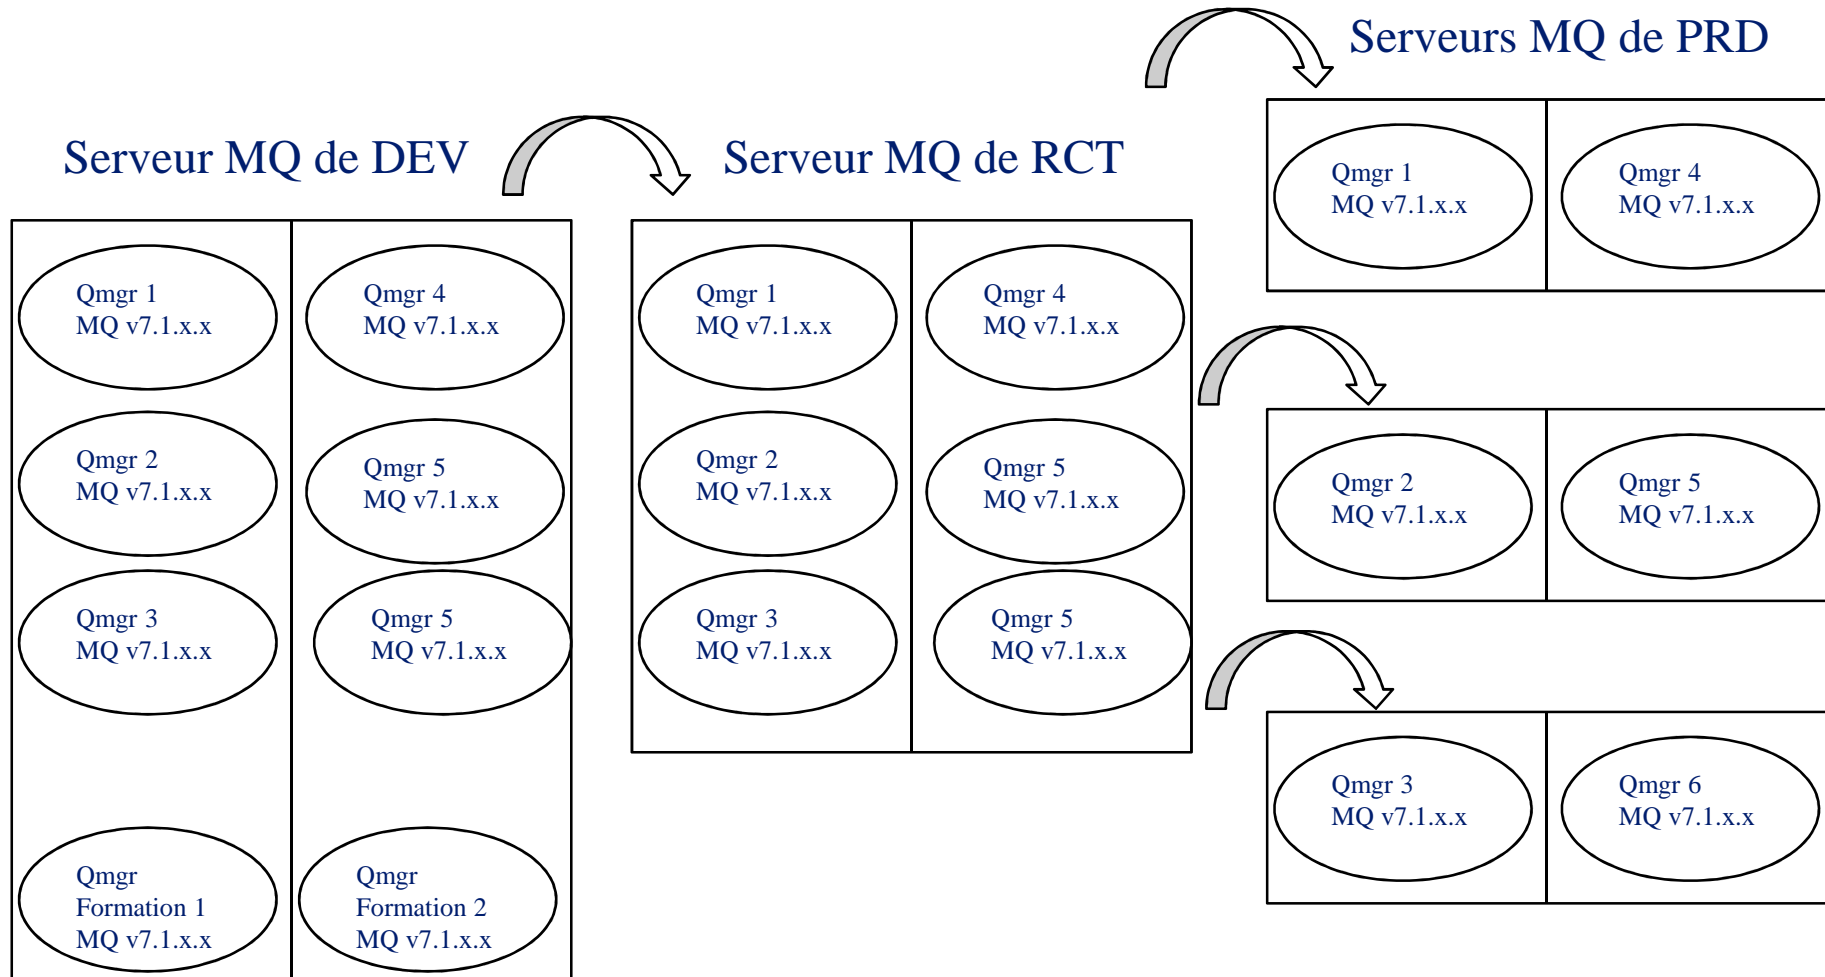 Serveur MQ de DEV
Qmgr 1
MQ v7.1.x.x
Qmgr 4
MQ v7.1.x.x
Qmgr 2
MQ v7.1.x.x
Qmgr 5
MQ v7.1.x.x
Qmgr 3
MQ v7.1.x.x
Qmgr 5
MQ v7.1.x.x
Qmgr
Formation 1
MQ v7.1.x.x
Qmgr
Formation 2
MQ v7.1.x.x
Serveur MQ de RCT
Qmgr 1
MQ v7.1.x.x
Qmgr 4
MQ v7.1.x.x
Qmgr 2
MQ v7.1.x.x
Qmgr 5
MQ v7.1.x.x
Qmgr 3
MQ v7.1.x.x
Qmgr 5
MQ v7.1.x.x
Serveurs MQ de PRD
Qmgr 1
MQ v7.1.x.x
Qmgr 4
MQ v7.1.x.x
Qmgr 2
MQ v7.1.x.x
Qmgr 5
MQ v7.1.x.x
Qmgr 3
MQ v7.1.x.x
Qmgr 6
MQ v7.1.x.x